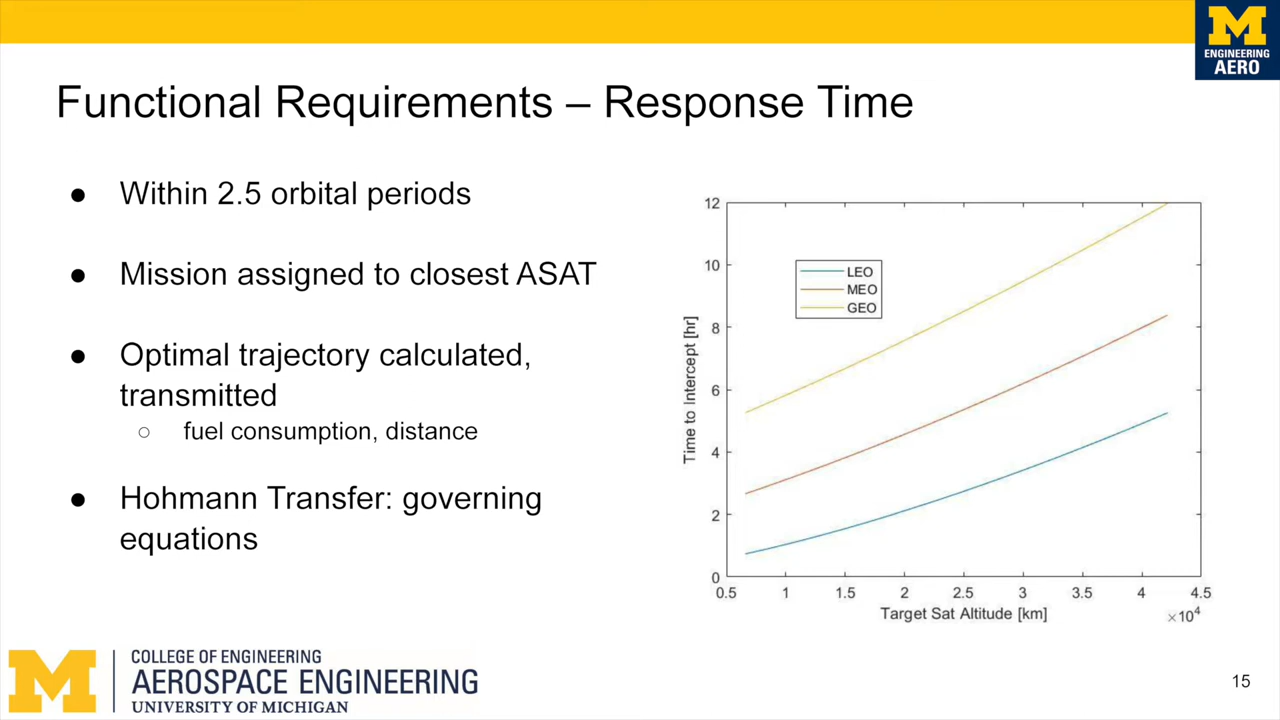 M
ENGINEERING
AERO
Functional Requirements – Response Time
● Within 2.5 orbital periods
● Mission assigned to closest ASAT
● Optimal trajectory calculated,
transmitted
○ fuel consumption, distance
● Hohmann Transfer: governing
equations
12
10
8
6
4
2
0
Time to Intercept [hr]
LEO
MEO
GEO
0.5 1 1.5 2 2.5 3 3.5 4 4.5
Target Sat Altitude [km]
×10⁴
M
COLLEGE OF ENGINEERING
AEROSPACE ENGINEERING
UNIVERSITY OF MICHIGAN
15